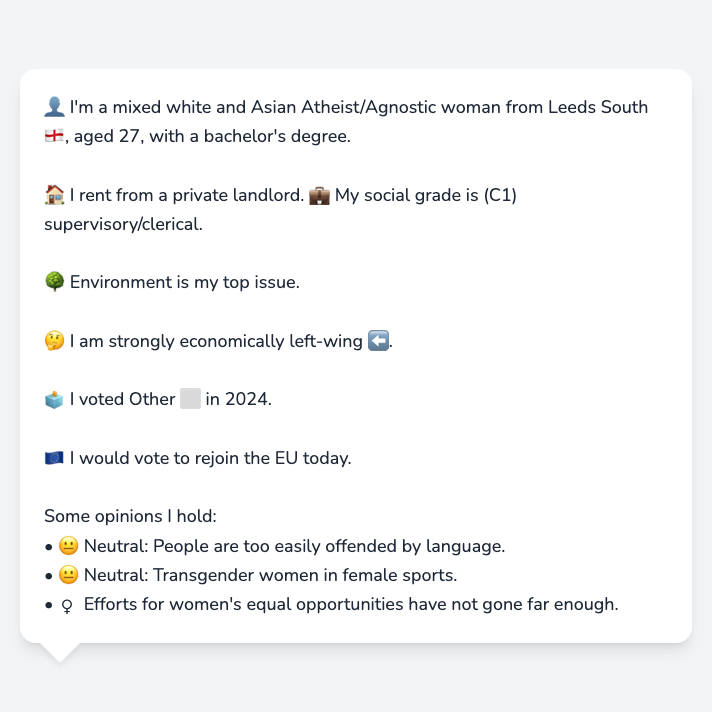 👤 I'm a mixed white and Asian Atheist/Agnostic woman from Leeds South
🏴󠁧󠁢󠁥󠁮󠁧󠁿, aged 27, with a bachelor's degree.
🏠 I rent from a private landlord. 💼 My social grade is (C1)
supervisory/clerical.
🌳 Environment is my top issue.
🤔 I am strongly economically left-wing ⬅️.
🗳️ I voted Other ⬜ in 2024.
🇪🇺 I would vote to rejoin the EU today.
Some opinions I hold:
• 😐 Neutral: People are too easily offended by language.
• 😐 Neutral: Transgender women in female sports.
• ♀ Efforts for women's equal opportunities have not gone far enough.